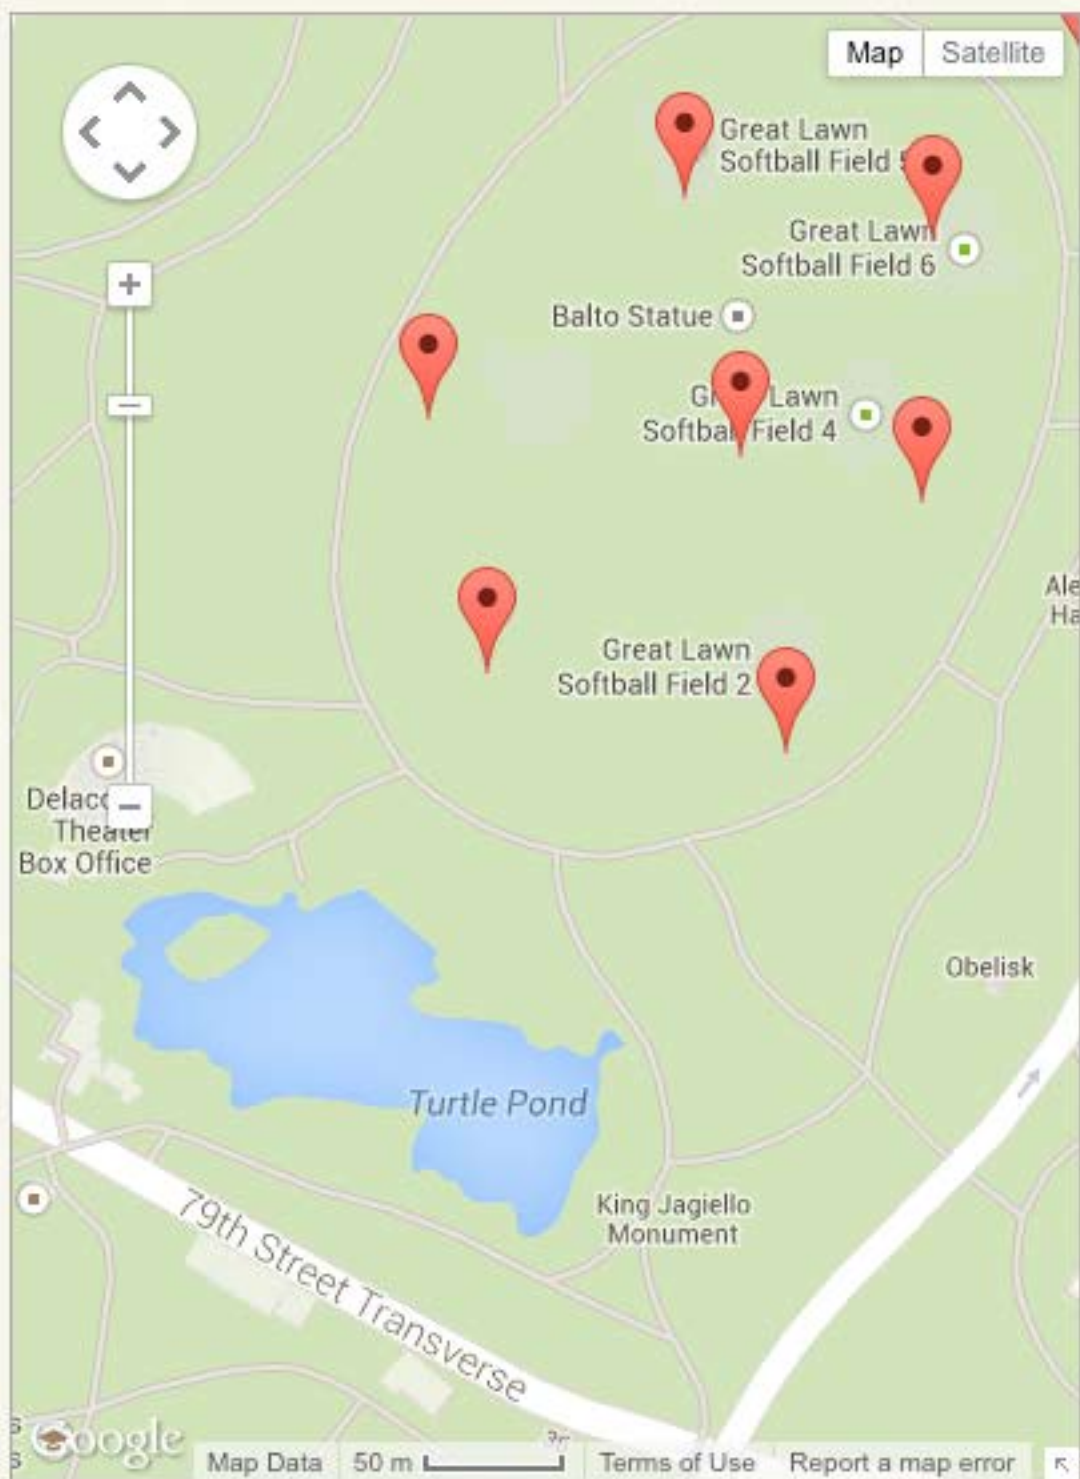 Map Satellite
Great Lawn
Softball Field
Great Lawn
Softball Field 6
Balto Statue
Lawn
Field 4
Great Lawn
Softball Field 2
Theater
Box Office
Obelisk
Turtle Pond
King Jagiello
Monument
79th Street Transverse
Google
Map Data 50 m Terms of Use Report a map error